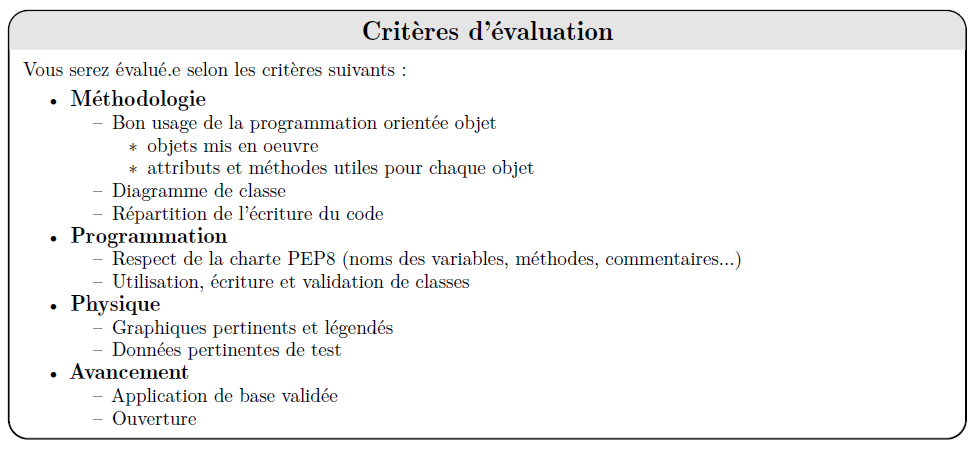 Critères d'évaluation
Vous serez évalué.e selon les critères suivants :
• Méthodologie
– Bon usage de la programmation orientée objet
∗ objets mis en oeuvre
∗ attributs et méthodes utiles pour chaque objet
– Diagramme de classe
– Répartition de l'écriture du code
• Programmation
– Respect de la charte PEP8 (noms des variables, méthodes, commentaires...)
– Utilisation, écriture et validation de classes
• Physique
– Graphiques pertinents et légendés
– Données pertinentes de test
• Avancement
– Application de base validée
– Ouverture